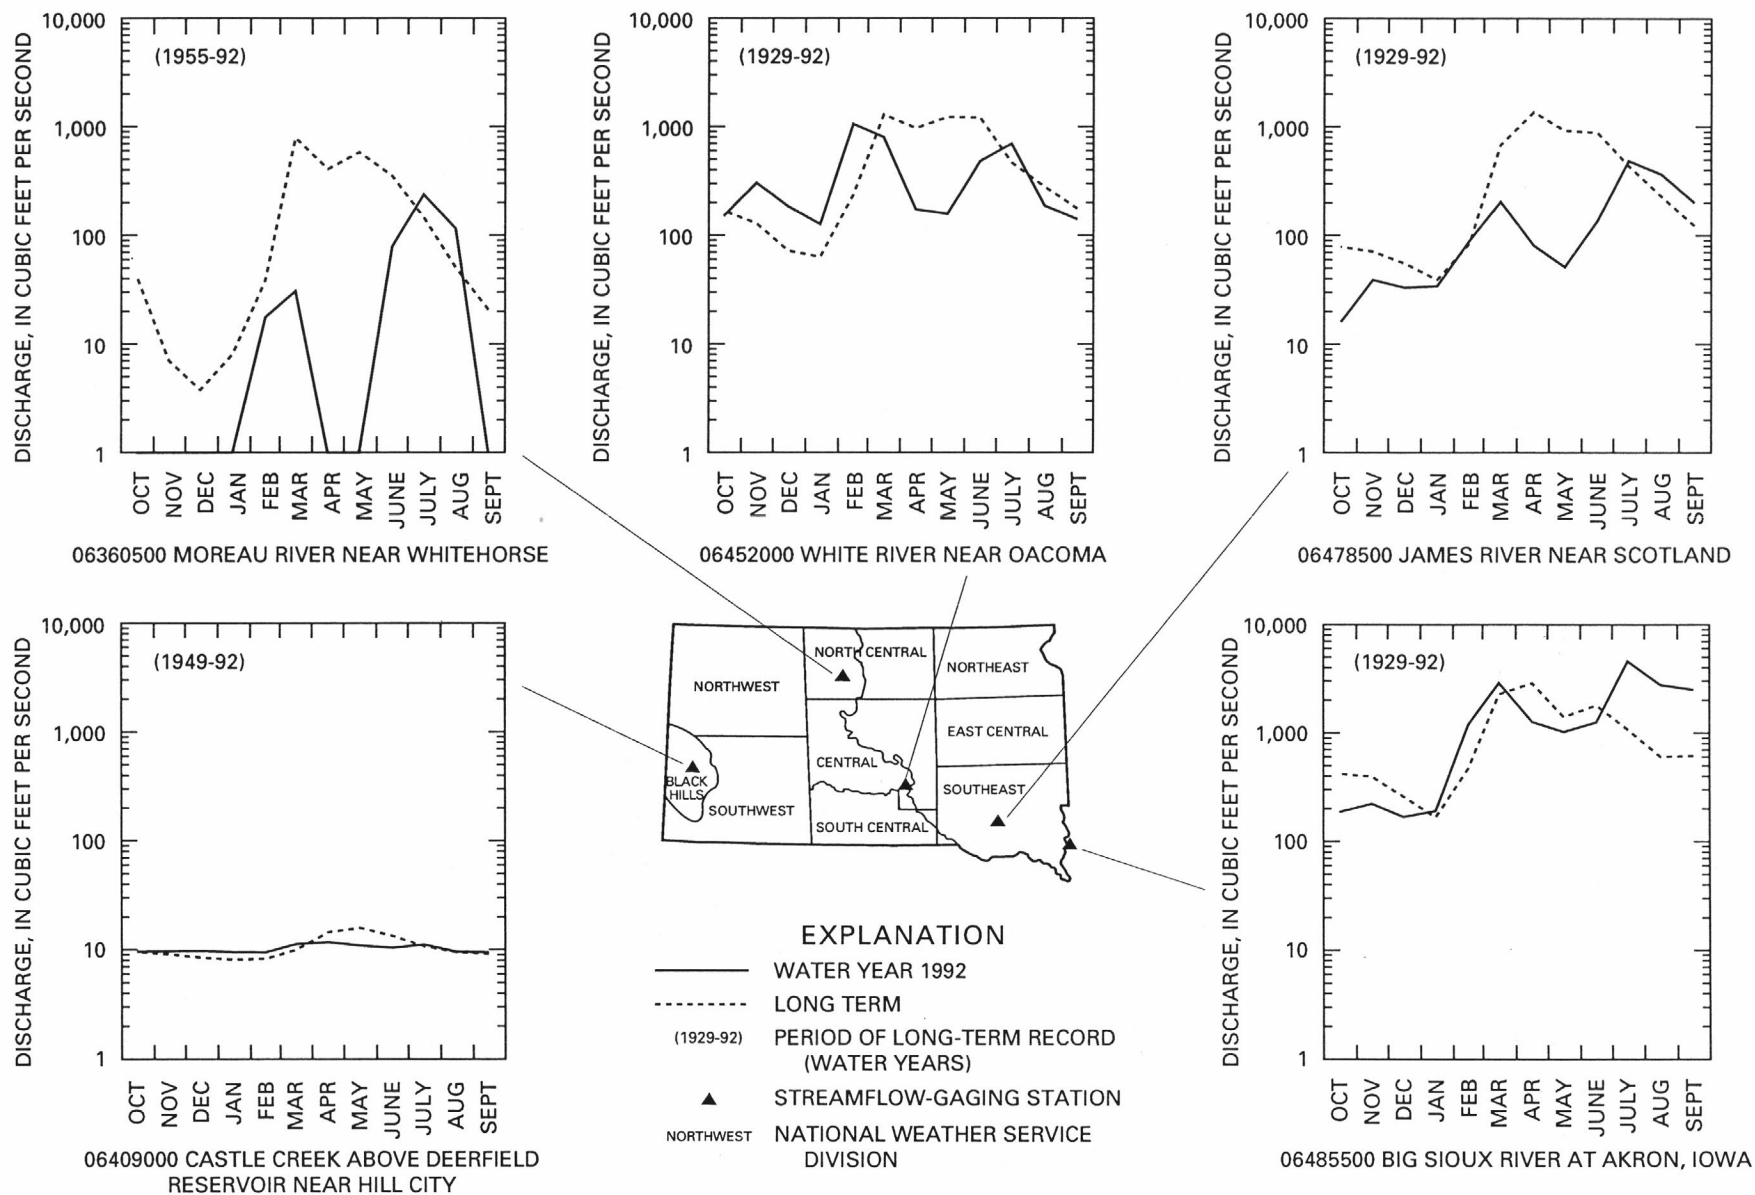 DISCHARGE, IN CUBIC FEET PER SECOND
10,000
1,000
100
10
1
(1955-92)
OCT
NOV
DEC
JAN
FEB
MAR
APR
MAY
JUNE
JULY
AUG
SEPT
06360500 MOREAU RIVER NEAR WHITEHORSE
DISCHARGE, IN CUBIC FEET PER SECOND
10,000
1,000
100
10
1
(1929-92)
OCT
NOV
DEC
JAN
FEB
MAR
APR
MAY
JUNE
JULY
AUG
SEPT
06452000 WHITE RIVER NEAR OACOMA
DISCHARGE, IN CUBIC FEET PER SECOND
10,000
1,000
100
10
1
(1929-92)
OCT
NOV
DEC
JAN
FEB
MAR
APR
MAY
JUNE
JULY
AUG
SEPT
06478500 JAMES RIVER NEAR SCOTLAND
DISCHARGE, IN CUBIC FEET PER SECOND
10,000
1,000
100
10
1
(1949-92)
OCT
NOV
DEC
JAN
FEB
MAR
APR
MAY
JUNE
JULY
AUG
SEPT
06409000 CASTLE CREEK ABOVE DEERFIELD
RESERVOIR NEAR HILL CITY
NORTH CENTRAL
NORTHEAST
NORTHWEST
EAST CENTRAL
CENTRAL
BLACK
HILLS
SOUTHEAST
SOUTHWEST
SOUTH CENTRAL
EXPLANATION
WATER YEAR 1992
LONG TERM
(1929-92) PERIOD OF LONG-TERM RECORD
(WATER YEARS)
STREAMFLOW-GAGING STATION
NORTHWEST NATIONAL WEATHER SERVICE
DIVISION
DISCHARGE, IN CUBIC FEET PER SECOND
10,000
1,000
100
10
1
(1929-92)
OCT
NOV
DEC
JAN
FEB
MAR
APR
MAY
JUNE
JULY
AUG
SEPT
06485500 BIG SIOUX RIVER AT AKRON, IOWA